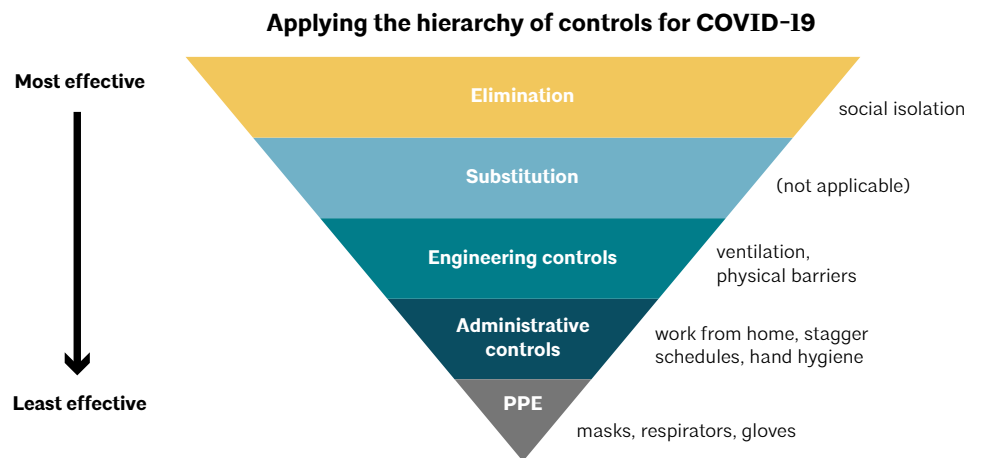 Applying the hierarchy of controls for COVID-19
Most effective
Elimination
social isolation
Substitution
(not applicable)
Engineering controls
ventilation,
physical barriers
Administrative
controls
work from home, stagger
schedules, hand hygiene
Least effective
PPE
masks, respirators, gloves